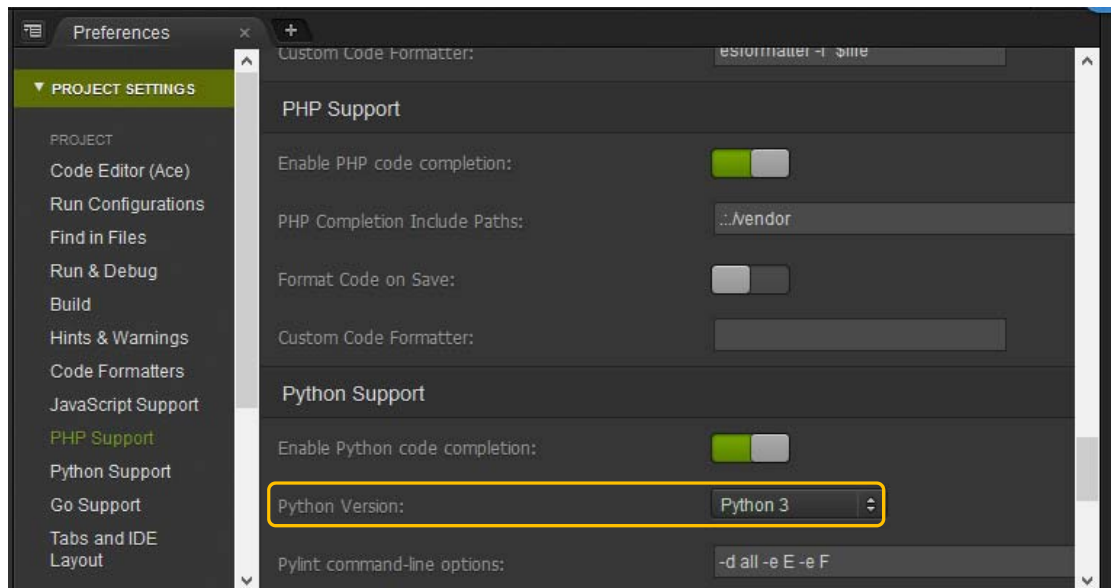 Preferences
PROJECT SETTINGS
PROJECT
Code Editor (Ace)
Run Configurations
Find in Files
Run & Debug
Build
Hints & Warnings
Code Formatters
JavaScript Support
PHP Support
Python Support
Go Support
Tabs and IDE
Layout
Custom Code Formatter:
PHP Support
Enable PHP code completion:
PHP Completion Include Paths: .:./vendor
Format Code on Save:
Custom Code Formatter:
Python Support
Enable Python code completion:
Python Version: Python 3
Pylint command-line options: -d all -e E -e F